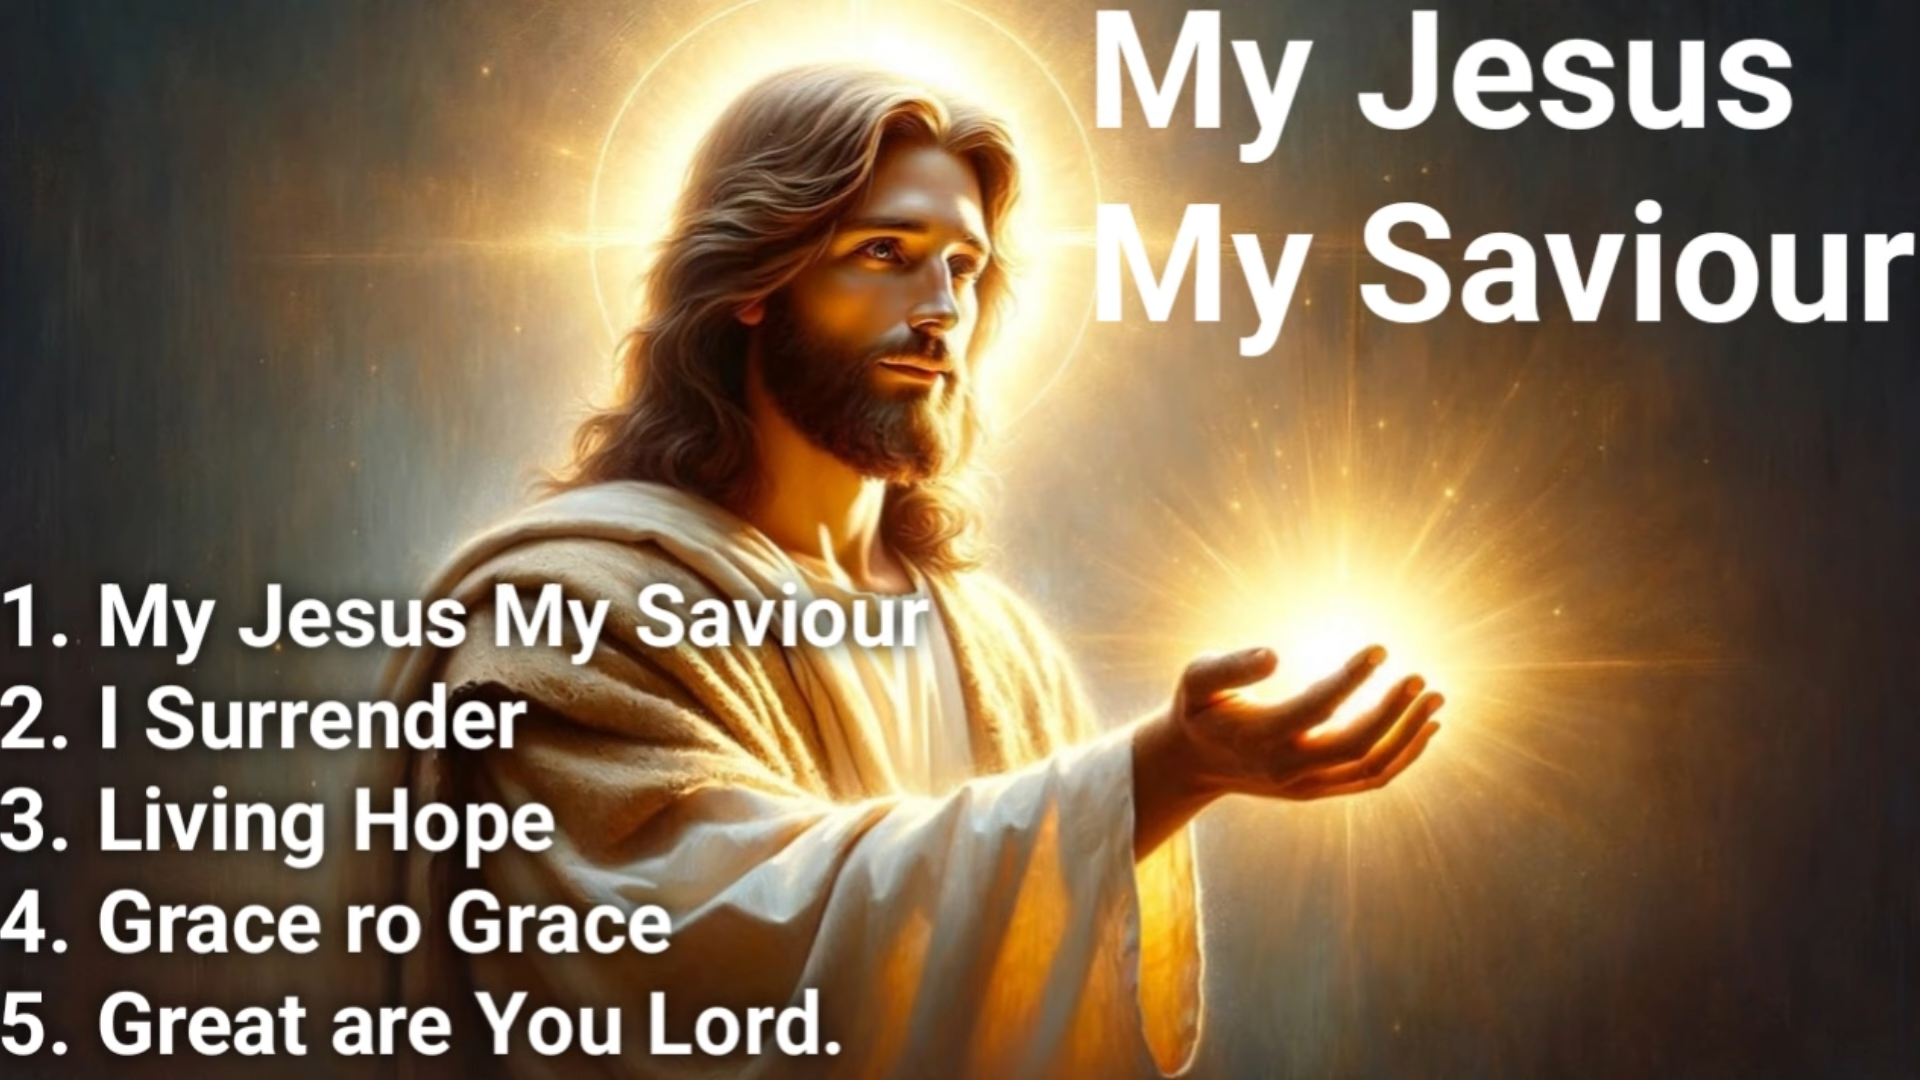 My Jesus
My Saviour
1. My Jesus My Saviour
2. I Surrender
3. Living Hope
4. Grace ro Grace
5. Great are You Lord.